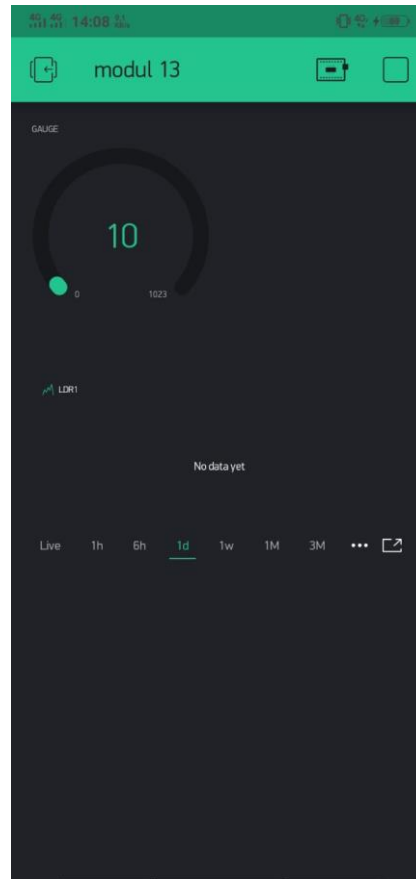 14:08
modul 13
GAUGE
10
0 1023
LDR1
No data yet
Live 1h 6h 1d 1w 1M 3M